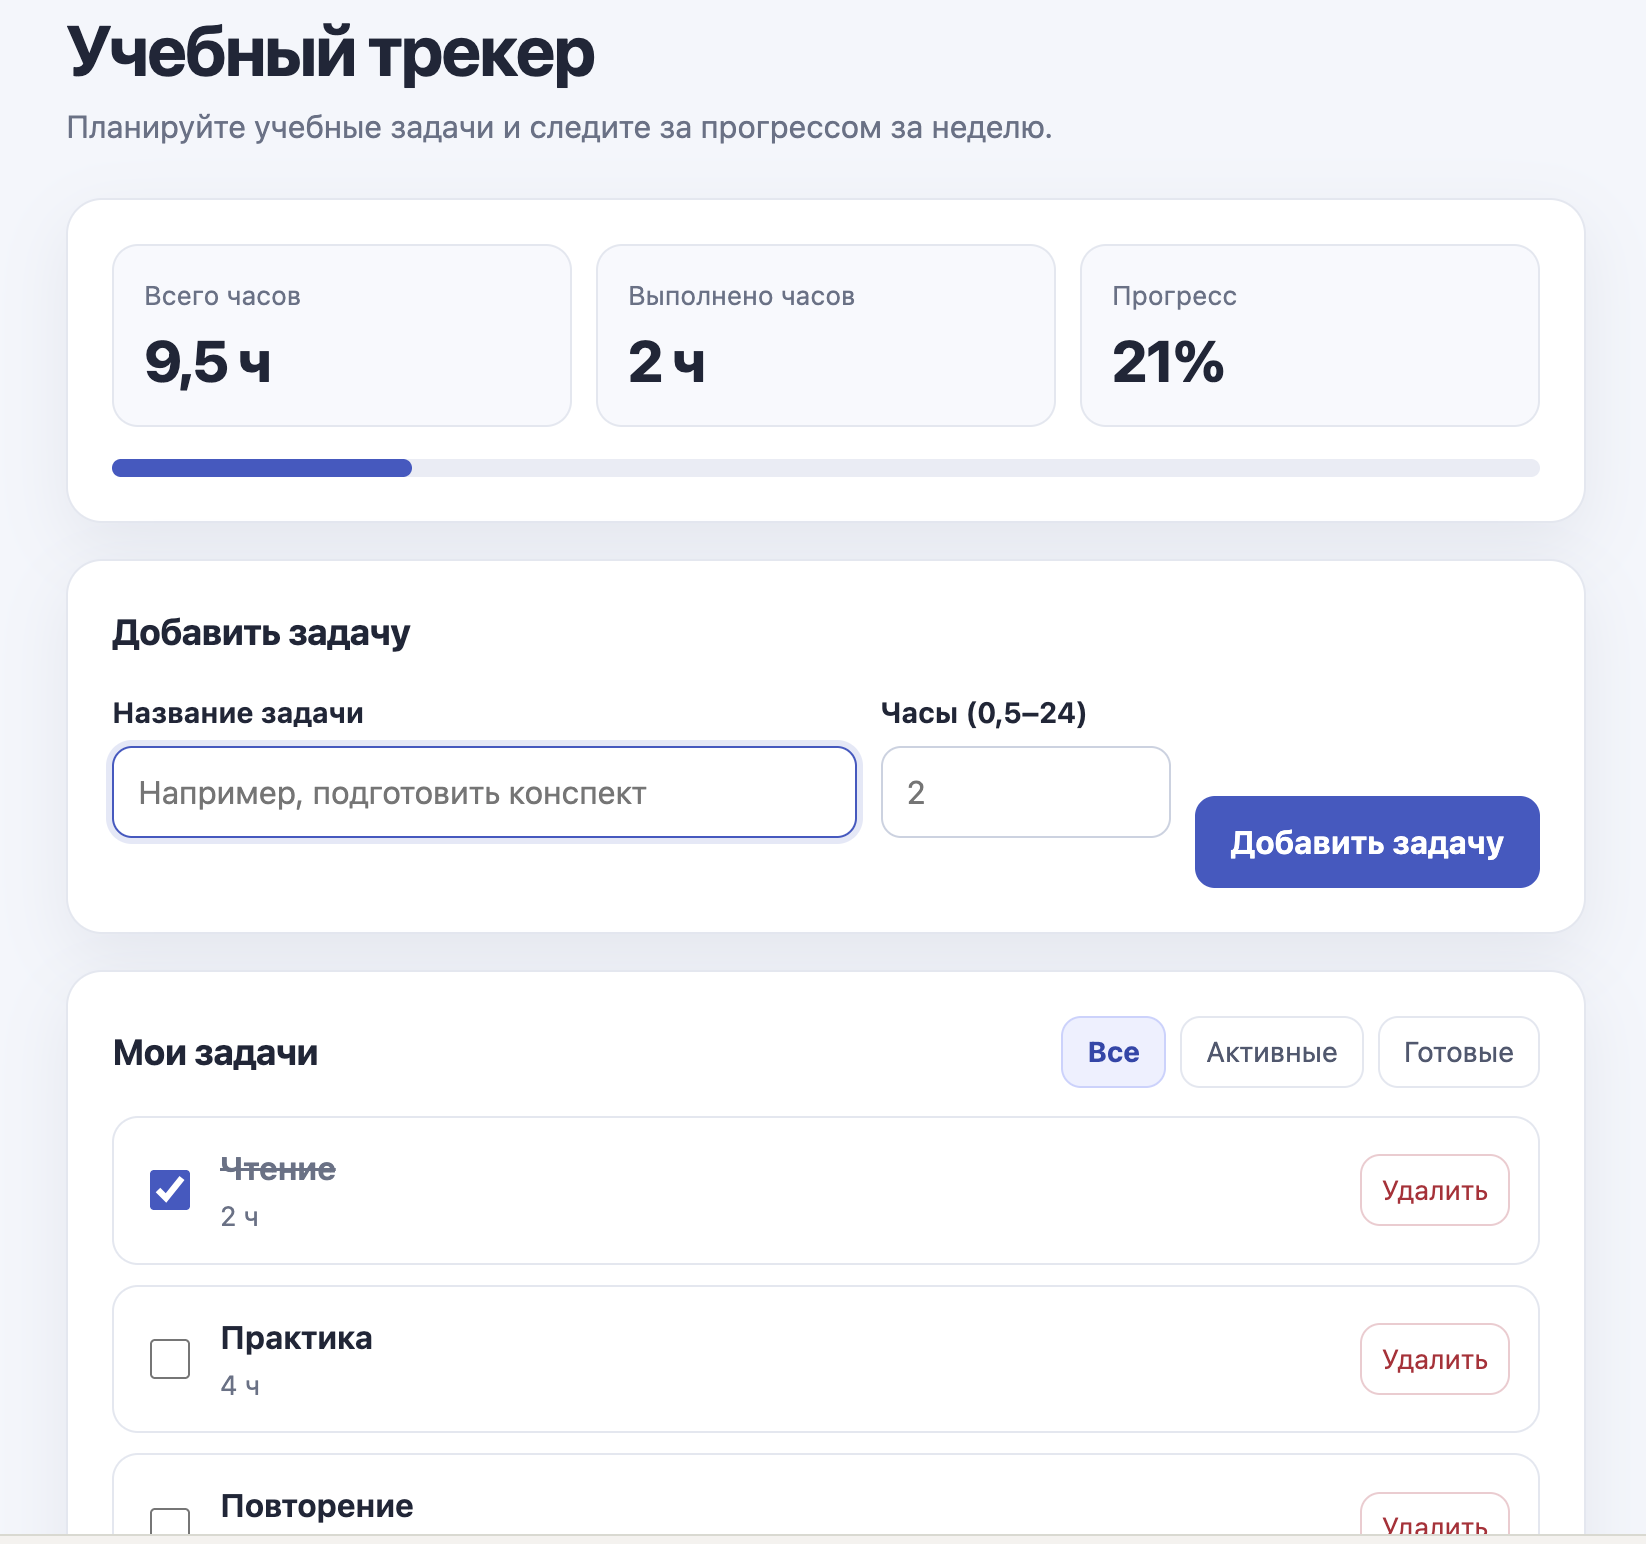 Учебный трекер
Планируйте учебные задачи и следите за прогрессом за неделю.
Всего часов
9,5 ч
Выполнено часов
2 ч
Прогресс
21%
Добавить задачу
Название задачи
Например, подготовить конспект
Часы (0,5–24)
2
Добавить задачу
Мои задачи
Все
Активные
Готовые
Чтение
2 ч
Удалить
Практика
4 ч
Удалить
Повторение
Удалить